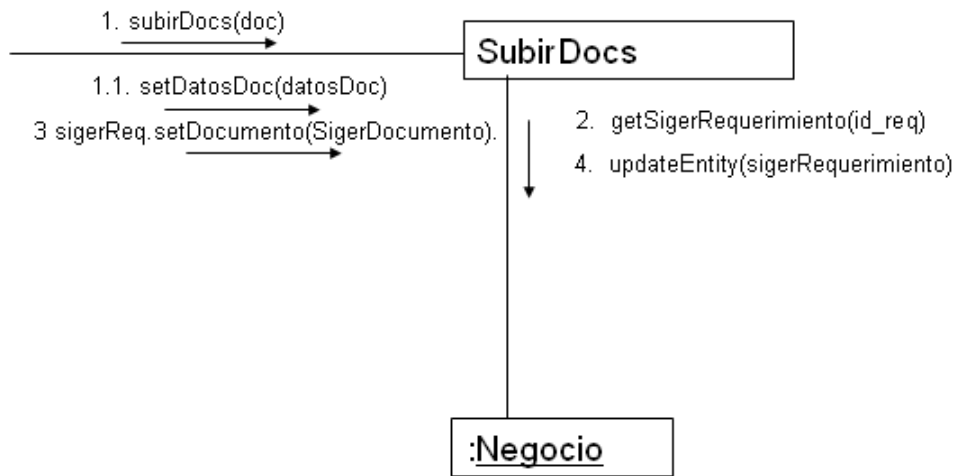 1. subirDocs(doc)
SubirDocs
1.1. setDatosDoc(datosDoc)
3 sigerReq.setDocumento(SigerDocumento).
2. getSigerRequerimiento(id_req)
4. updateEntity(sigerRequerimiento)
:Negocio